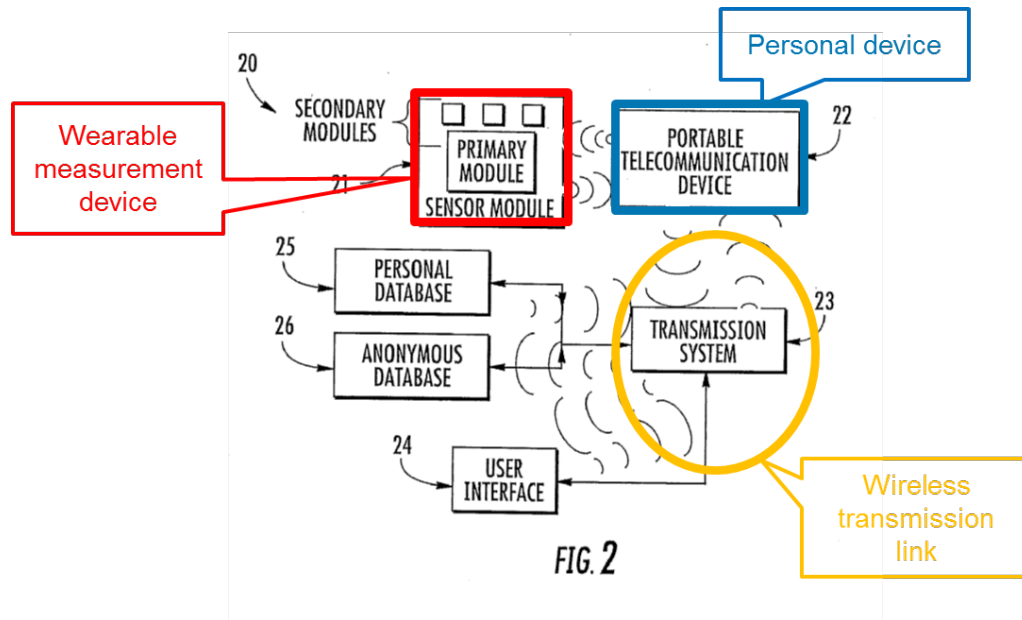 Personal device
20
SECONDARY
MODULES
Wearable
measurement
device
21
PRIMARY
MODULE
SENSOR MODULE
PORTABLE
TELECOMMUNICATION
DEVICE
22
25
PERSONAL
DATABASE
26
ANONYMOUS
DATABASE
TRANSMISSION
SYSTEM
23
24
USER
INTERFACE
Wireless
transmission
link
FIG. 2